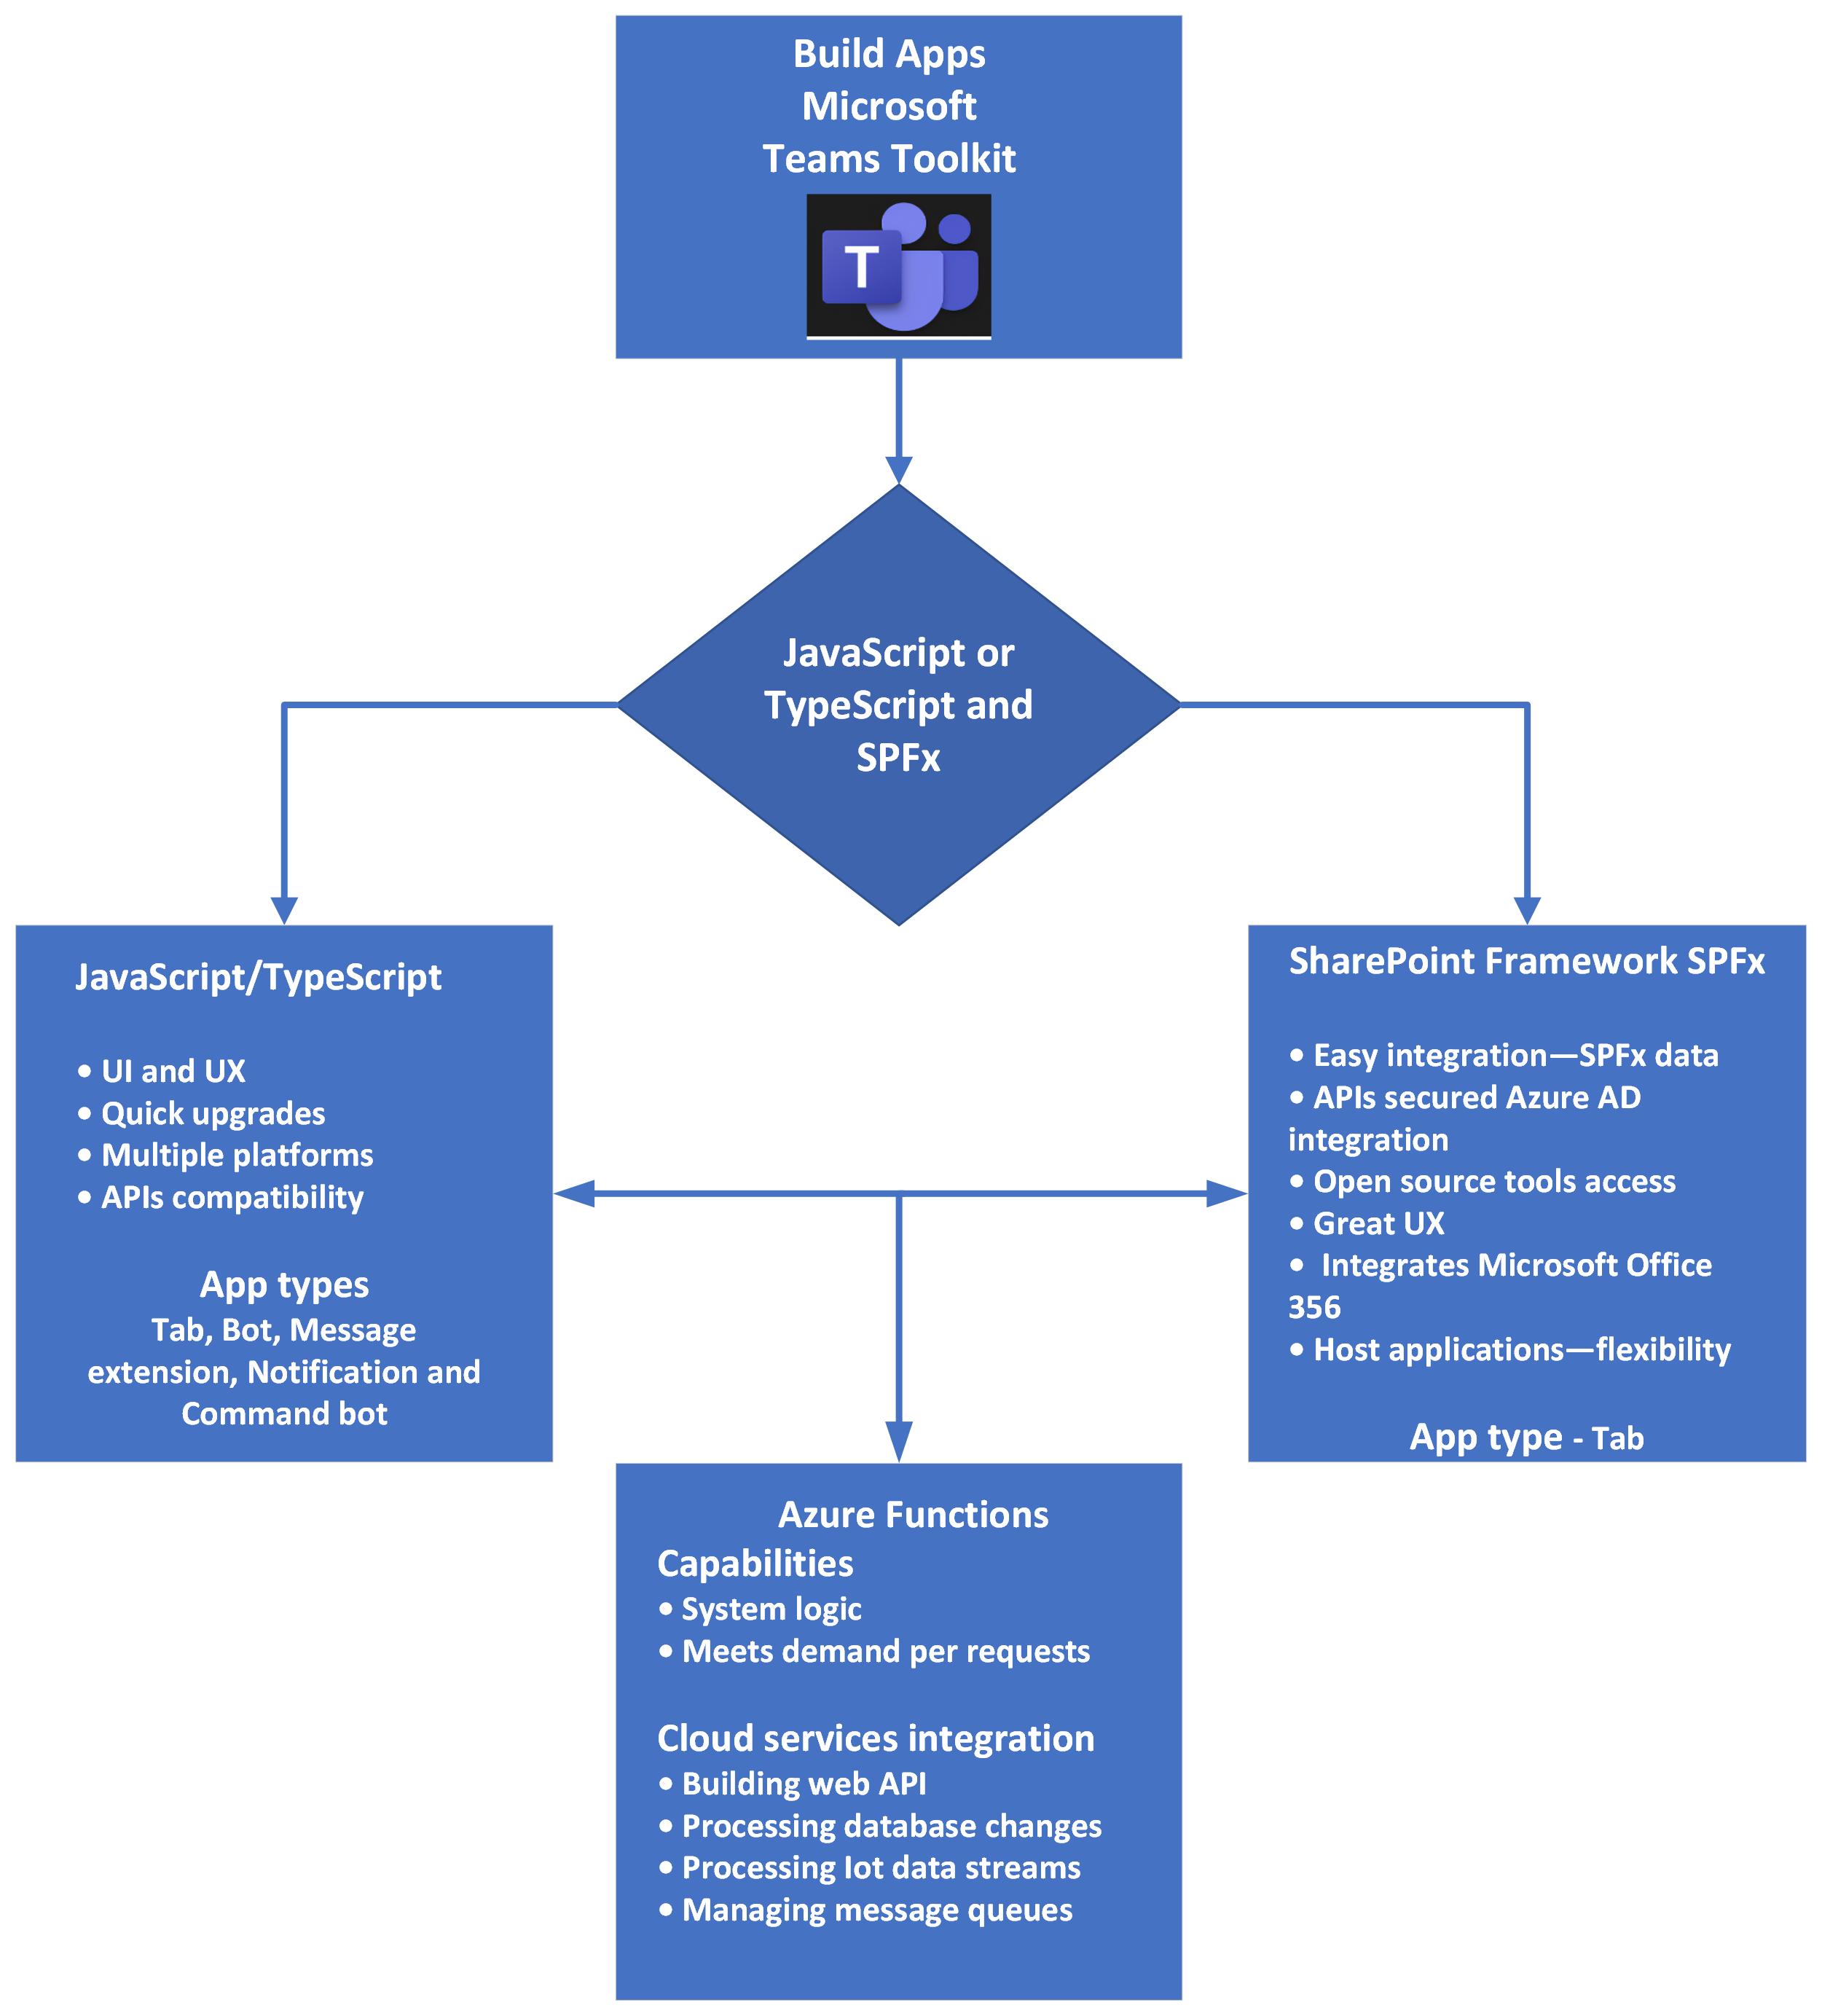 Build Apps
Microsoft
Teams Toolkit
T
JavaScript or
TypeScript and
SPFx
JavaScript/TypeScript
• UI and UX
• Quick upgrades
• Multiple platforms
• APIs compatibility
App types
Tab, Bot, Message
extension, Notification and
Command bot
SharePoint Framework SPFx
• Easy integration—SPFx data
• APIs secured Azure AD
integration
• Open source tools access
• Great UX
• Integrates Microsoft Office
356
• Host applications—flexibility
App type - Tab
Azure Functions
Capabilities
• System logic
• Meets demand per requests
Cloud services integration
• Building web API
• Processing database changes
• Processing Iot data streams
• Managing message queues